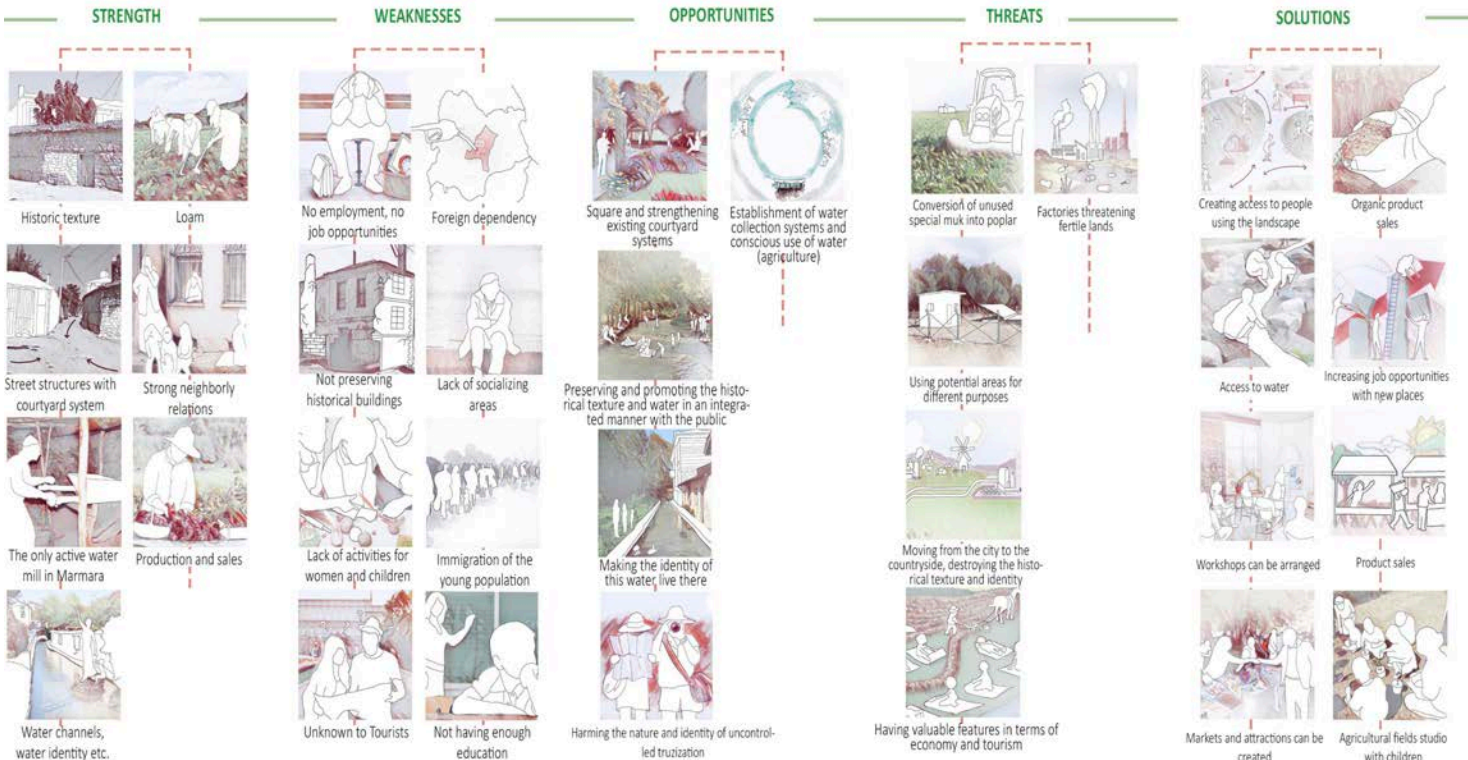 STRENGTH
WEAKNESSES
OPPORTUNITIES
THREATS
SOLUTIONS
Historic texture
Loam
Street structures with
courtyard system
Strong neighborly
relations
The only active water
mill in Marmara
Production and sales
Water channels,
water identity etc.
No employment, no
job opportunities
Foreign dependency
Not preserving
historical buildings
Lack of socializing
areas
Lack of activities for
women and children
Immigration of the
young population
Unknown to Tourists
Not having enough
education
Square and strengthening
existing courtyard
systems
Establishment of water
collection systems and
conscious use of water
(agriculture)
Preserving and promoting the histo-
rical texture and water in an integra-
ted manner with the public
Making the identity of
this water live there
Harming the nature and identity of uncontrol-
led truzization
Conversion of unused
special muk into poplar
Factories threatening
fertile lands
Using potential areas for
different purposes
Moving from the city to the
countryside, destroying the histo-
rical texture and identity
Having valuable features in terms of
economy and tourism
Creating access to people
using the landscape
Organic product
sales
Access to water
Increasing job opportunities
with new places
Workshops can be arranged
Product sales
Markets and attractions can be
created
Agricultural fields studio
with children